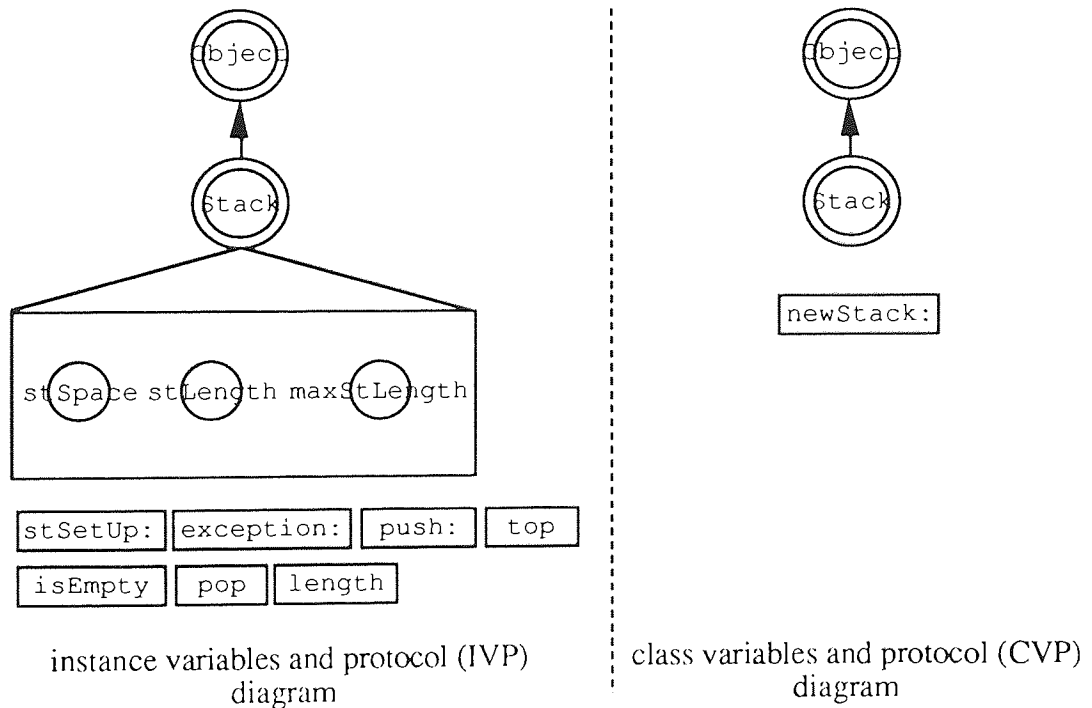 Object
Stack
stSpace stLength maxStLength
stSetUp: exception: push: top
isEmpty pop length
instance variables and protocol (IVP)
diagram
Object
Stack
newStack:
class variables and protocol (CVP)
diagram